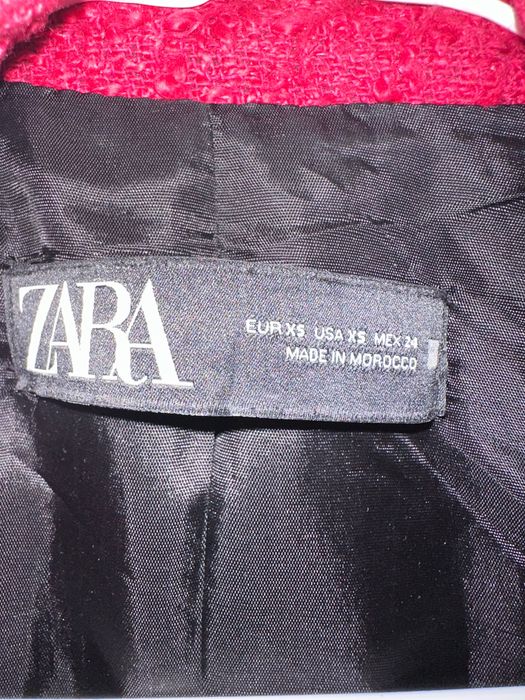 ZARA
EUR XS USA XS MEX 24
MADE IN MOROCCO